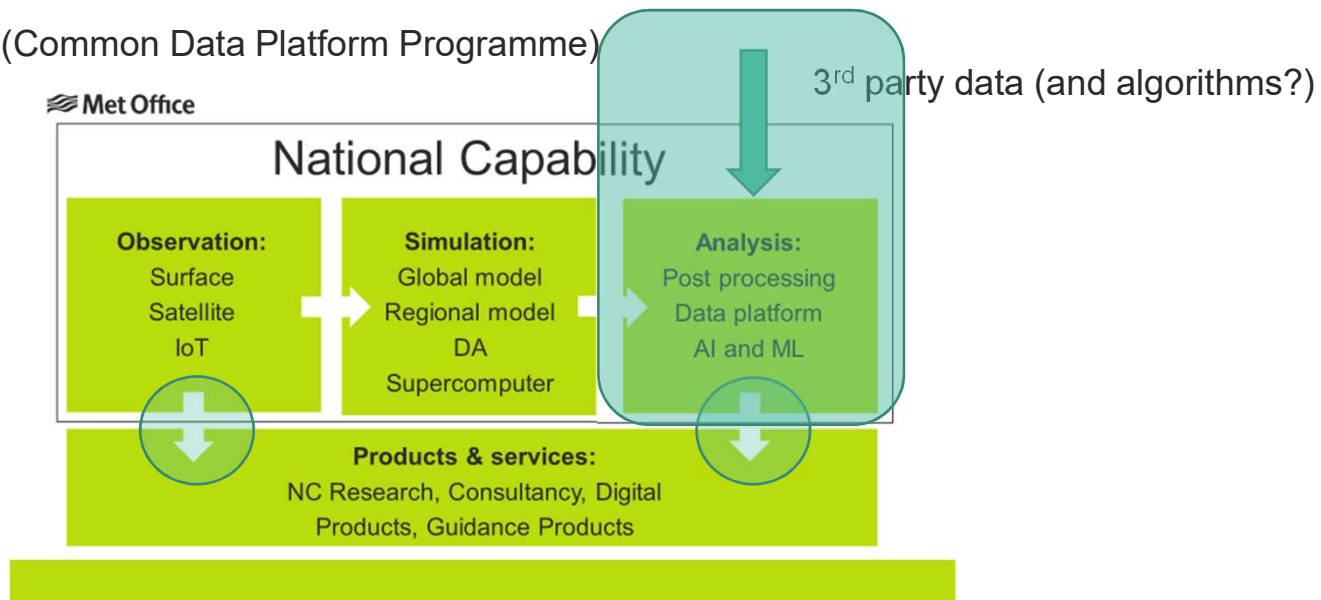 (Common Data Platform Programme)
3rd party data (and algorithms?)
Met Office
National Capability
Observation:
Surface
Satellite
IoT
Simulation:
Global model
Regional model
DA
Supercomputer
Analysis:
Post processing
Data platform
AI and ML
Products & services:
NC Research, Consultancy, Digital
Products, Guidance Products